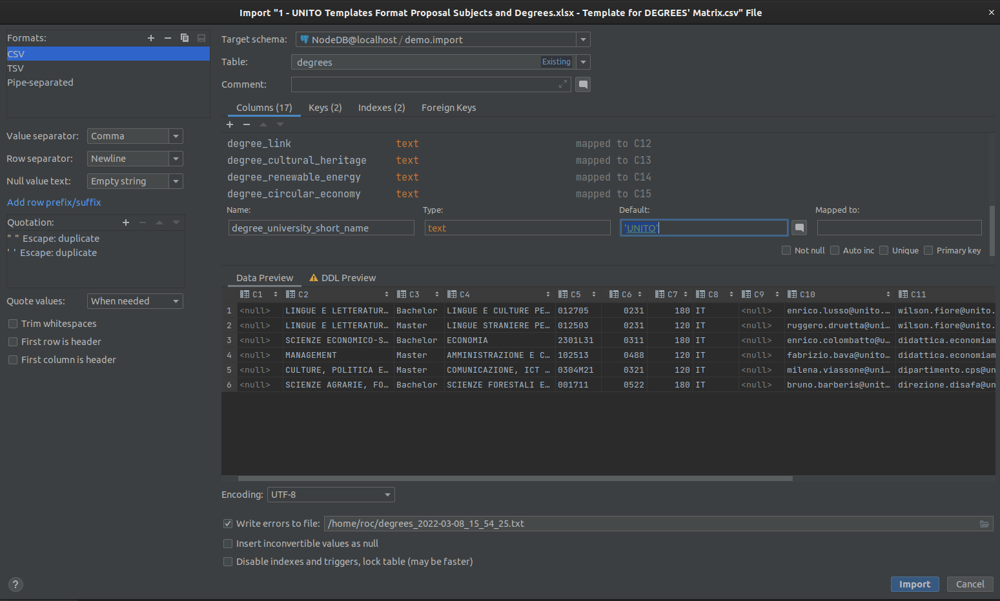 Import "1 - UNITO Templates Format Proposal Subjects and Degrees.xlsx - Template for DEGREES' Matrix.csv" File
Formats:
CSV
TSV
Pipe-separated
Value separator: Comma
Row separator: Newline
Null value text: Empty string
Add row prefix/suffix
Quotation:
" " Escape: duplicate
' ' Escape: duplicate
Quote values: When needed
Trim whitespaces
First row is header
First column is header
Target schema: NodeDB@localhost / demo.import
Table: degrees Existing
Comment:
Columns (17) Keys (2) Indexes (2) Foreign Keys
degree_link text mapped to C12
degree_cultural_heritage text mapped to C13
degree_renewable_energy text mapped to C14
degree_circular_economy text mapped to C15
Name: Type: Default: Mapped to:
degree_university_short_name text 'UNITO'
Not null Auto inc Unique Primary key
Data Preview DDL Preview
C1 C2 C3 C4 C5 C6 C7 C8 C9 C10 C11
1 <null> LINGUE E LETTERATUR... Bachelor LINGUE E CULTURE PE... 012705 0231 180 IT <null> enrico.lusso@unito.... wilson.fiore@unito.
2 <null> LINGUE E LETTERATUR... Master LINGUE STRANIERE PE... 012503 0231 120 IT <null> ruggero.druetta@uni... wilson.fiore@unito.
3 <null> SCIENZE ECONOMICO-S... Bachelor ECONOMIA 2301L31 0311 180 IT <null> enrico.colombatto@u... didattica.economiam
4 <null> MANAGEMENT Master AMMINISTRAZIONE E C... 102513 0488 120 IT <null> fabrizio.bava@unito... didattica.economiam
5 <null> CULTURE, POLITICA E... Master COMUNICAZIONE, ICT ... 0304M21 0321 120 IT <null> milena.viassone@uni... dipartimento.cps@un
6 <null> SCIENZE AGRARIE, FO... Bachelor SCIENZE FORESTALI E... 001711 0522 180 IT <null> bruno.barberis@unit... direzione.disafa@un
Encoding: UTF-8
Write errors to file: /home/roc/degrees_2022-03-08_15_54_25.txt
Insert inconvertible values as null
Disable indexes and triggers, lock table (may be faster)
? Import Cancel